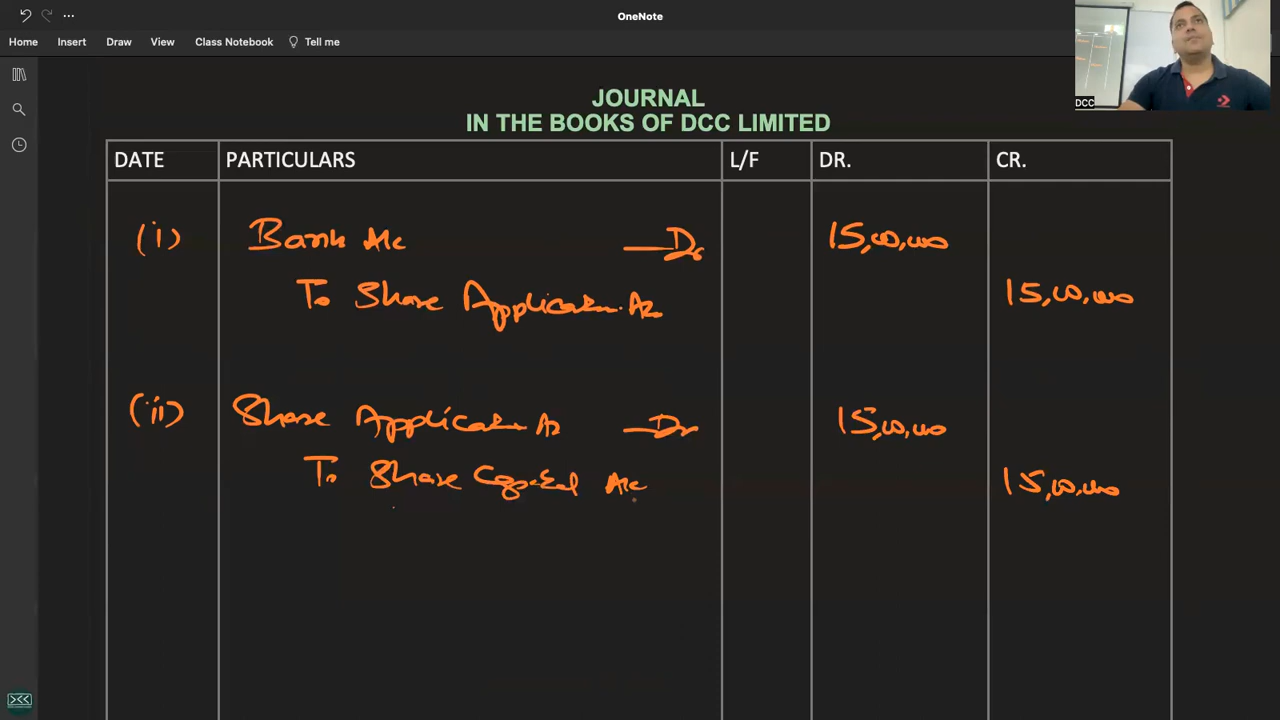 OneNote
Home Insert Draw View Class Notebook Tell me
DCC
JOURNAL
IN THE BOOKS OF DCC LIMITED
DATE PARTICULARS L/F DR. CR.
(i) Bank A/c Dr 15,00,000
To Share Application A/c 15,00,000
(ii) Share Application A/c Dr 15,00,000
To Share Capital A/c 15,00,000